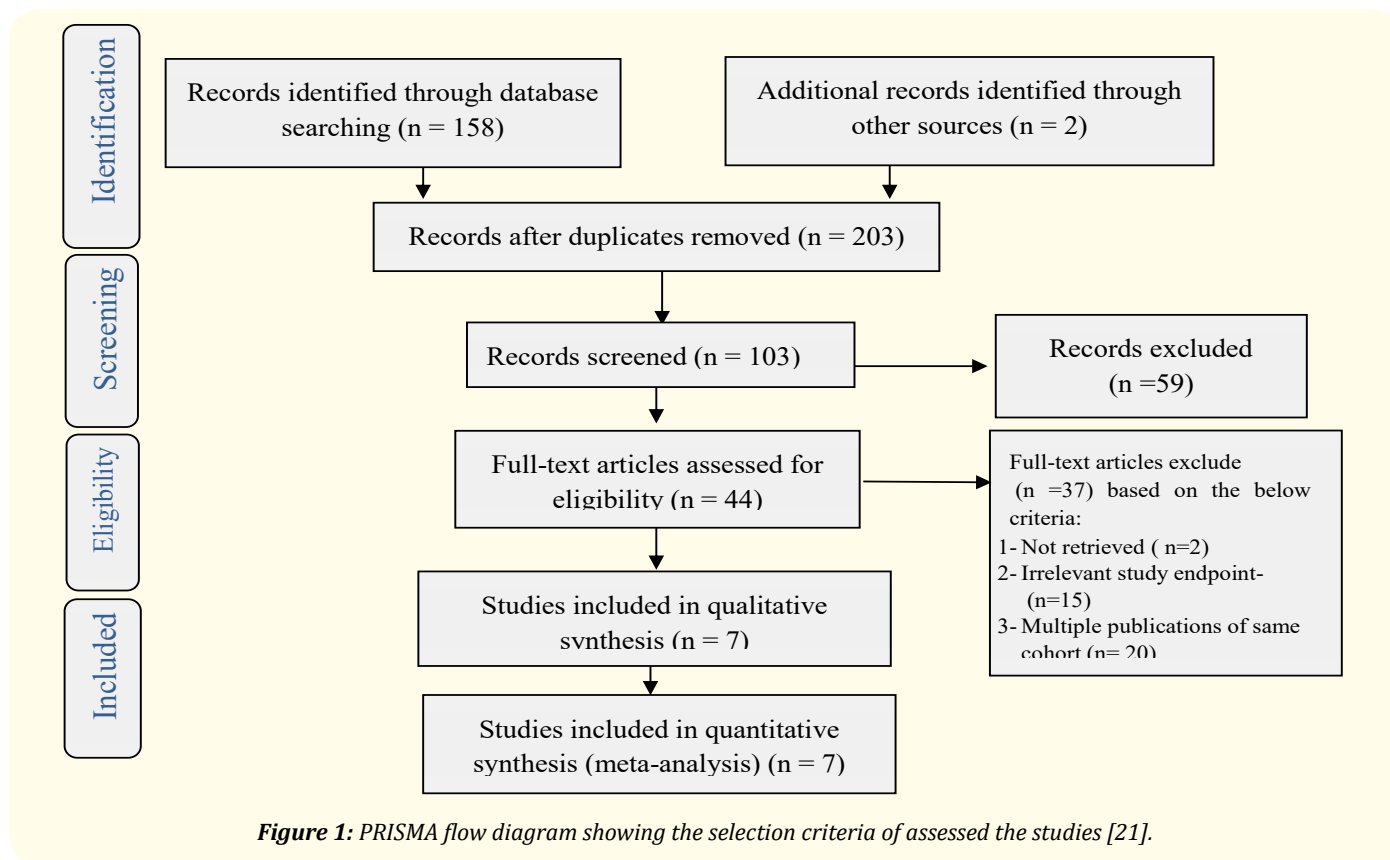 Identification
Records identified through database
searching (n = 158)
Additional records identified through
other sources (n = 2)
Records after duplicates removed (n = 203)
Screening
Records screened (n = 103)
Records excluded
(n =59)
Eligibility
Full-text articles assessed for
eligibility (n = 44)
Full-text articles exclude
(n =37) based on the below
criteria:
1- Not retrieved ( n=2)
2- Irrelevant study endpoint-
(n=15)
3- Multiple publications of same
cohort (n= 20)
Included
Studies included in qualitative
synthesis (n = 7)
Studies included in quantitative
synthesis (meta-analysis) (n = 7)
Figure 1: PRISMA flow diagram showing the selection criteria of assessed the studies [21].